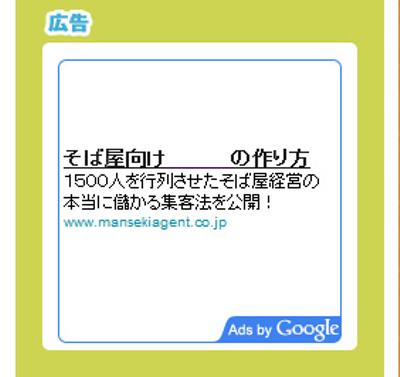 広告
そば屋向け　　　の作り方
1500人を行列させたそば屋経営の
本当に儲かる集客法を公開！
www.mansekiagent.co.jp
Ads by Google